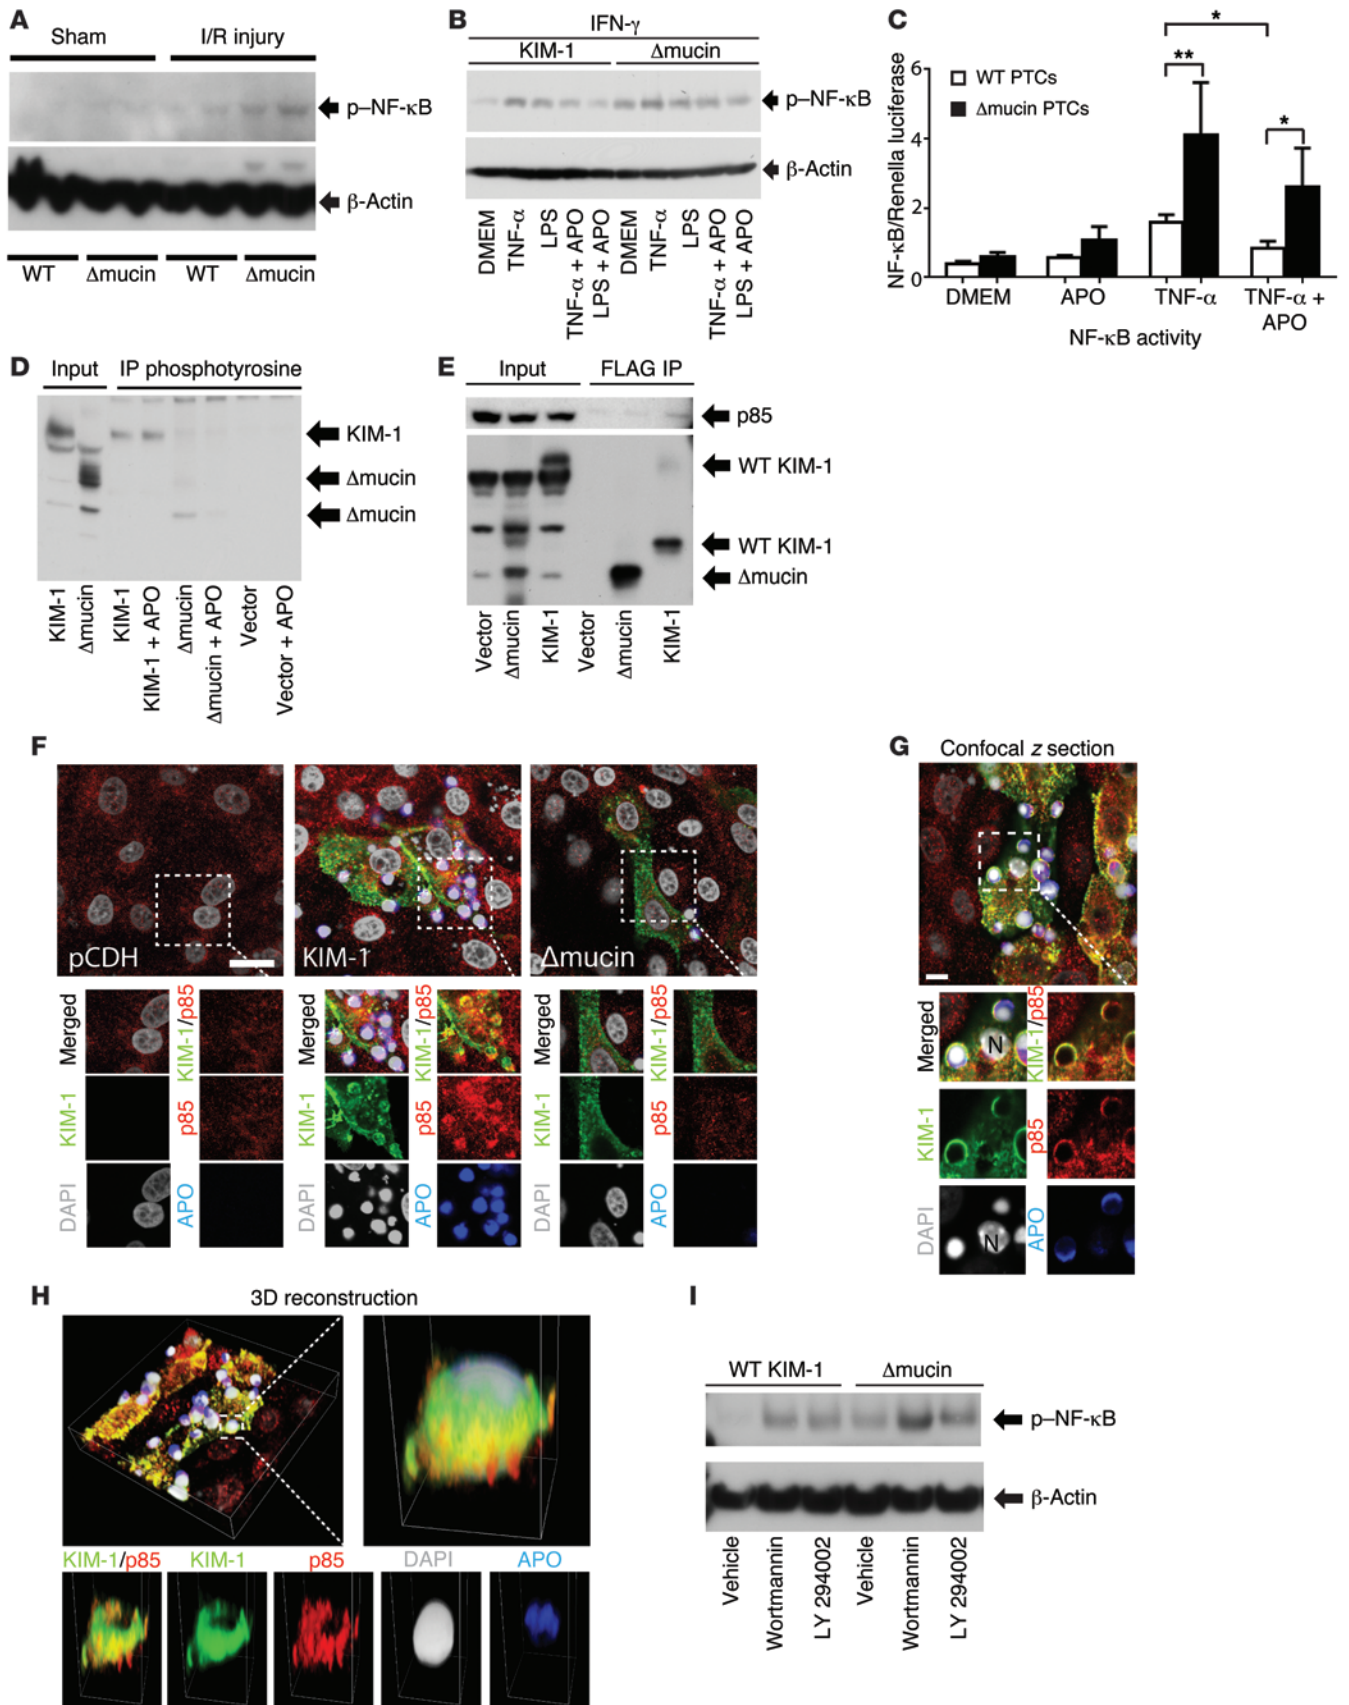 A
Sham
I/R injury
p–NF-κB
β-Actin
WT
Δmucin
WT
Δmucin
B
IFN-γ
KIM-1
Δmucin
p–NF-κB
β-Actin
DMEM
TNF-α
LPS
TNF-α + APO
LPS + APO
DMEM
TNF-α
LPS
TNF-α + APO
LPS + APO
C
NF-κB/Renella luciferase
6
4
2
0
WT PTCs
Δmucin PTCs
*
**
*
DMEM
APO
TNF-α
TNF-α +
APO
NF-κB activity
D
Input
IP phosphotyrosine
KIM-1
Δmucin
Δmucin
KIM-1
Δmucin
KIM-1
KIM-1 + APO
Δmucin
Δmucin + APO
Vector
Vector + APO
E
Input
FLAG IP
p85
WT KIM-1
WT KIM-1
Δmucin
Vector
Δmucin
KIM-1
Vector
Δmucin
KIM-1
F
pCDH
KIM-1
Δmucin
Merged
KIM-1/p85
Merged
KIM-1/p85
Merged
KIM-1/p85
KIM-1
p85
KIM-1
p85
KIM-1
p85
DAPI
APO
DAPI
APO
DAPI
APO
G
Confocal z section
Merged
N
KIM-1/p85
KIM-1
p85
DAPI
N
APO
H
3D reconstruction
KIM-1/p85
KIM-1
p85
DAPI
APO
I
WT KIM-1
Δmucin
p–NF-κB
β-Actin
Vehicle
Wortmannin
LY 294002
Vehicle
Wortmannin
LY 294002